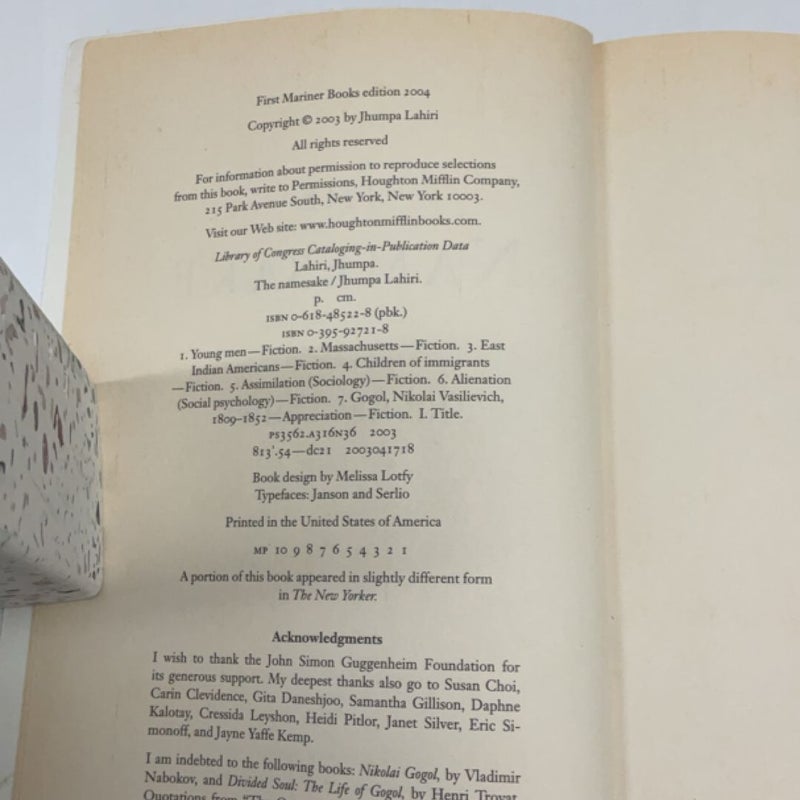 First Mariner Books edition 2004
Copyright © 2003 by Jhumpa Lahiri
All rights reserved
For information about permission to reproduce selections
from this book, write to Permissions, Houghton Mifflin Company,
215 Park Avenue South, New York, New York 10003.
Visit our Web site: www.houghtonmifflinbooks.com.
Library of Congress Cataloging-in-Publication Data
Lahiri, Jhumpa.
The namesake / Jhumpa Lahiri.
p. cm.
ISBN 0-618-48522-8 (pbk.)
ISBN 0-395-92721-8
1. Young men—Fiction. 2. Massachusetts—Fiction. 3. East
Indian Americans—Fiction. 4. Children of immigrants
—Fiction. 5. Assimilation (Sociology)—Fiction. 6. Alienation
(Social psychology)—Fiction. 7. Gogol, Nikolai Vasilievich,
1809–1852—Appreciation—Fiction. I. Title.
PS3562.A316N36 2003
813'.54—dc21 2003041718
Book design by Melissa Lotfy
Typefaces: Janson and Serlio
Printed in the United States of America
MP 10 9 8 7 6 5 4 3 2 1
A portion of this book appeared in slightly different form
in The New Yorker.
Acknowledgments
I wish to thank the John Simon Guggenheim Foundation for
its generous support. My deepest thanks also go to Susan Choi,
Carin Clevidence, Gita Daneshjoo, Samantha Gillison, Daphne
Kalotay, Cressida Leyshon, Heidi Pitlor, Janet Silver, Eric Si-
monoff, and Jayne Yaffe Kemp.
I am indebted to the following books: Nikolai Gogol, by Vladimir
Nabokov, and Divided Soul: The Life of Gogol, by Henri Troyat.
Quotations from "The